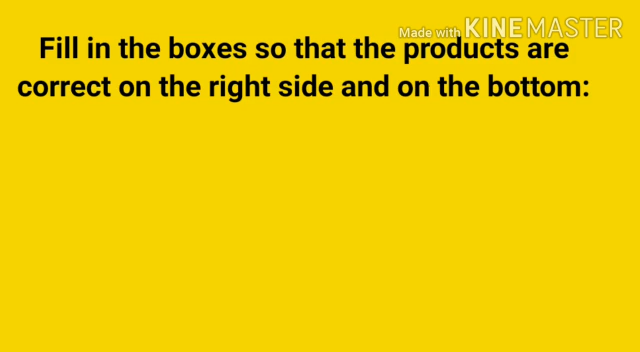 Made with KINEMASTER
Fill in the boxes so that the products are
correct on the right side and on the bottom: